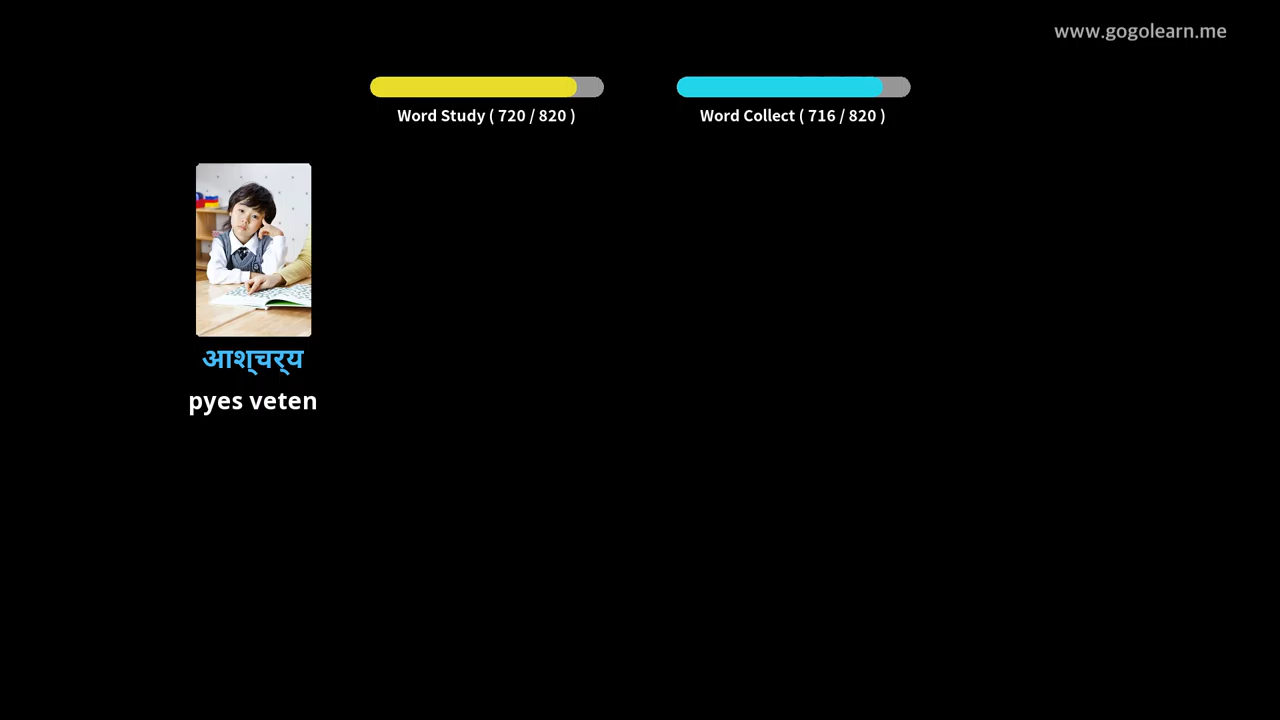 www.gogolearn.me
Word Study ( 720 / 820 )
Word Collect ( 716 / 820 )
आश्चर्य
pyes veten